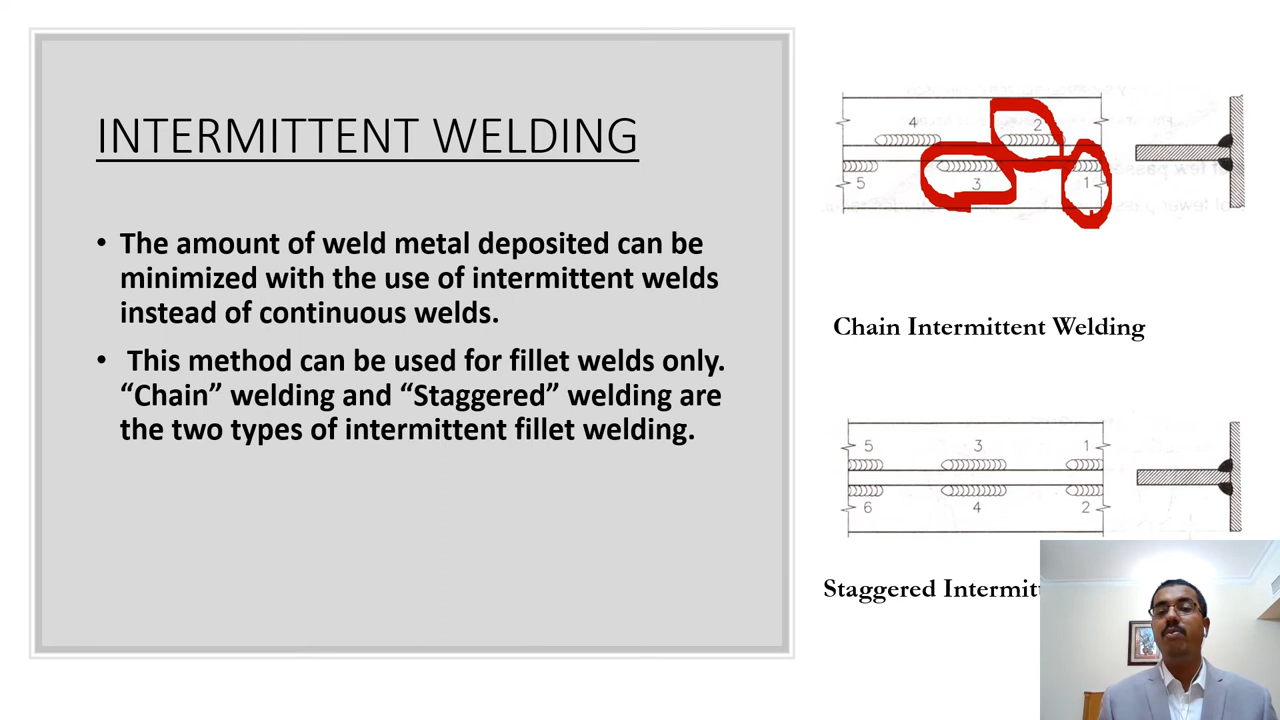 INTERMITTENT WELDING
• The amount of weld metal deposited can be
minimized with the use of intermittent welds
instead of continuous welds.
• This method can be used for fillet welds only.
“Chain” welding and “Staggered” welding are
the two types of intermittent fillet welding.
4 2
5 3 1
Chain Intermittent Welding
5 3 1
6 4 2
Staggered